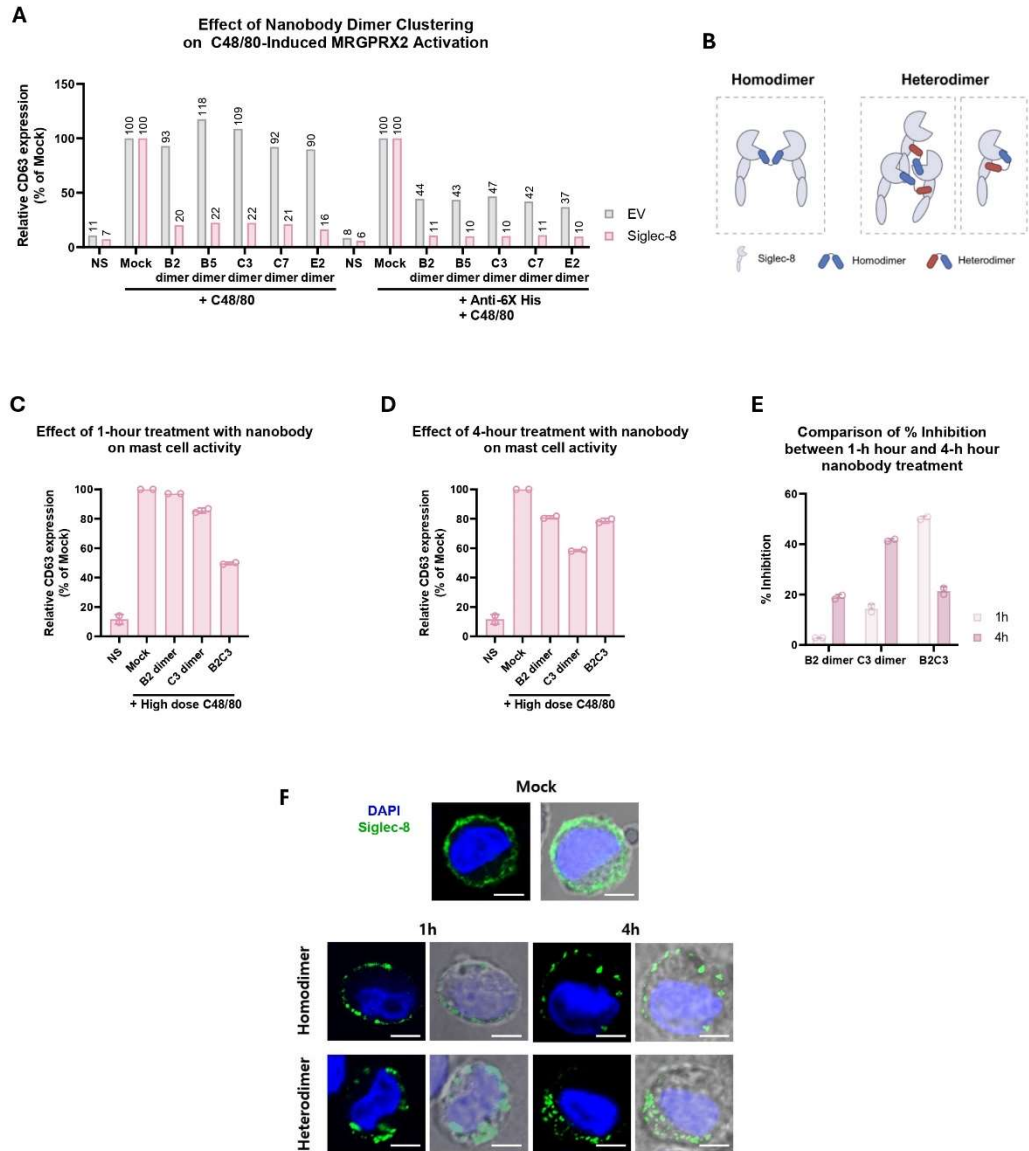 A
Effect of Nanobody Dimer Clustering
on C48/80-Induced MRGPRX2 Activation
Relative CD63 expression
(% of Mock)
150
100
50
0
11
7
100
100
93
20
118
22
109
22
92
21
90
16
8
6
100
100
44
11
43
10
47
10
42
11
37
10
EV
Siglec-8
NS Mock B2 B5 C3 C7 E2 NS Mock B2 B5 C3 C7 E2
dimer dimer dimer dimer dimer dimer dimer dimer dimer dimer
+ C48/80
+ Anti-6X His
+ C48/80
B
Homodimer Heterodimer
Siglec-8 Homodimer Heterodimer
C
Effect of 1-hour treatment with nanobody
on mast cell activity
Relative CD63 expression
(% of Mock)
100
80
60
40
20
0
NS
Mock
B2 dimer
C3 dimer
B2C3
+ High dose C48/80
D
Effect of 4-hour treatment with nanobody
on mast cell activity
Relative CD63 expression
(% of Mock)
100
80
60
40
20
0
NS
Mock
B2 dimer
C3 dimer
B2C3
+ High dose C48/80
E
Comparison of % Inhibition
between 1-h hour and 4-h hour
nanobody treatment
% Inhibition
60
40
20
0
1h
4h
B2 dimer C3 dimer B2C3
F
Mock
DAPI
Siglec-8
1h 4h
Homodimer
Heterodimer